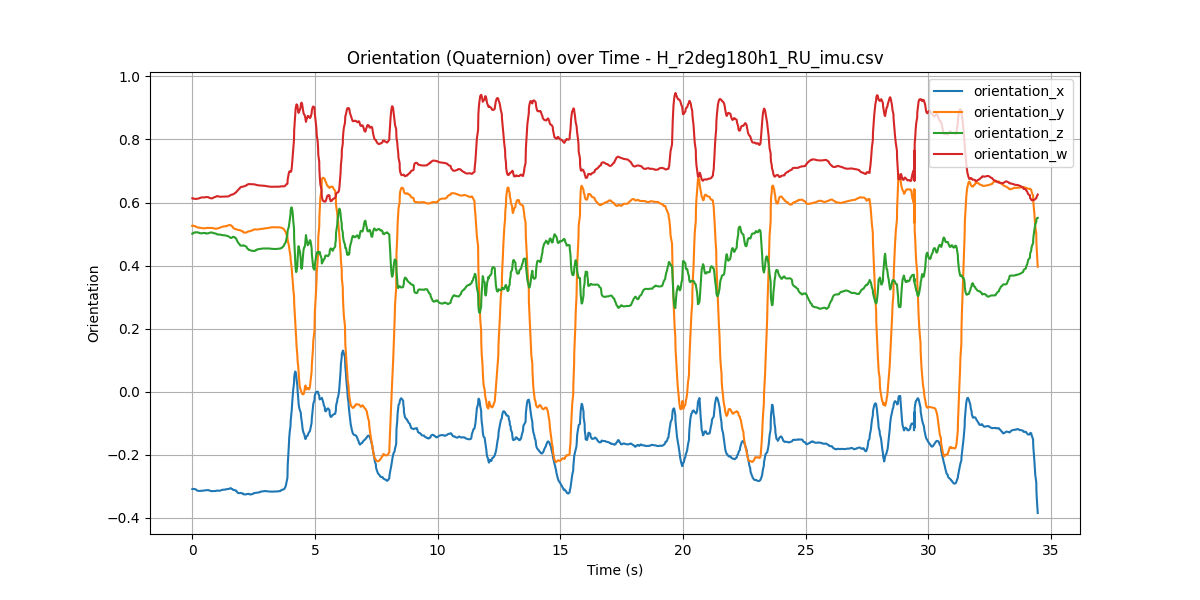 Orientation (Quaternion) over Time - H_r2deg180h1_RU_imu.csv
1.0
0.8
0.6
0.4
0.2
0.0
−0.2
−0.4
Orientation
orientation_x
orientation_y
orientation_z
orientation_w
0 5 10 15 20 25 30 35
Time (s)